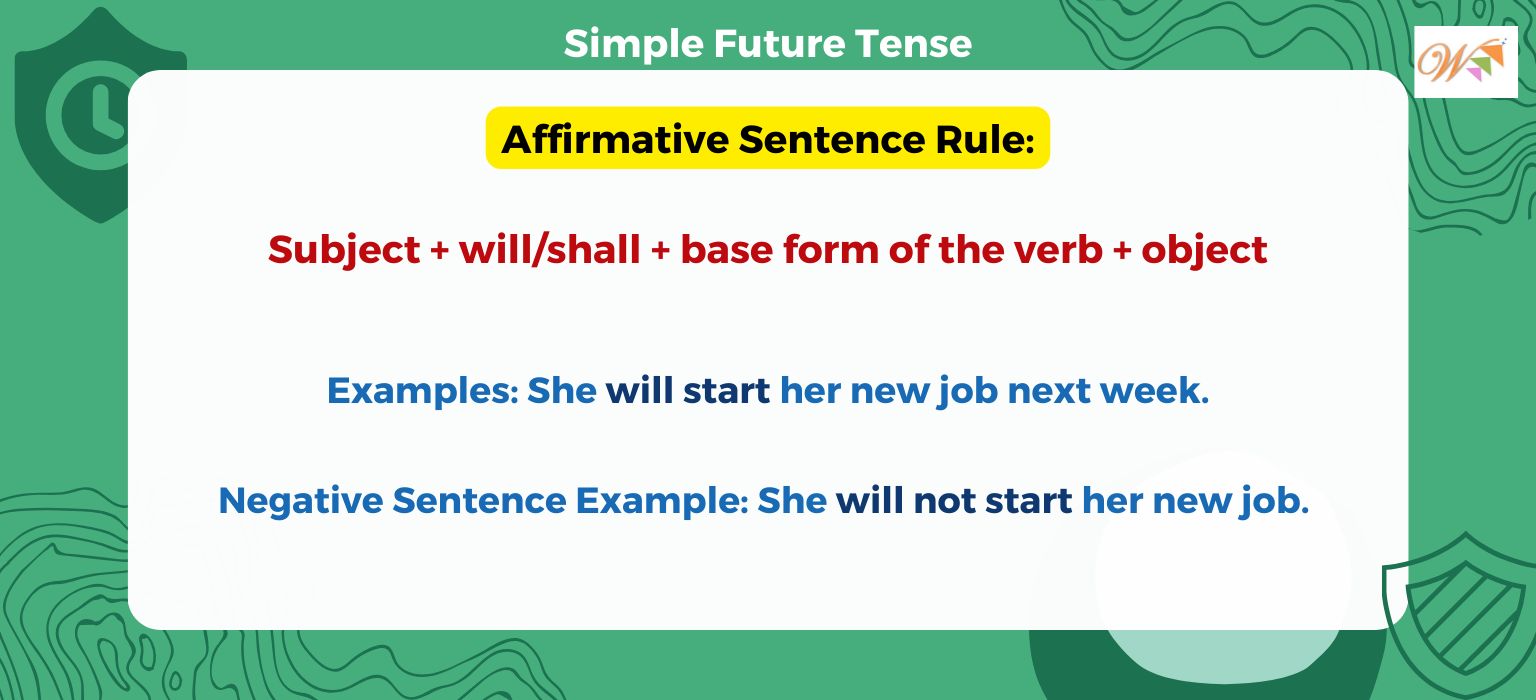 Simple Future Tense
W
Affirmative Sentence Rule:
Subject + will/shall + base form of the verb + object
Examples: She will start her new job next week.
Negative Sentence Example: She will not start her new job.